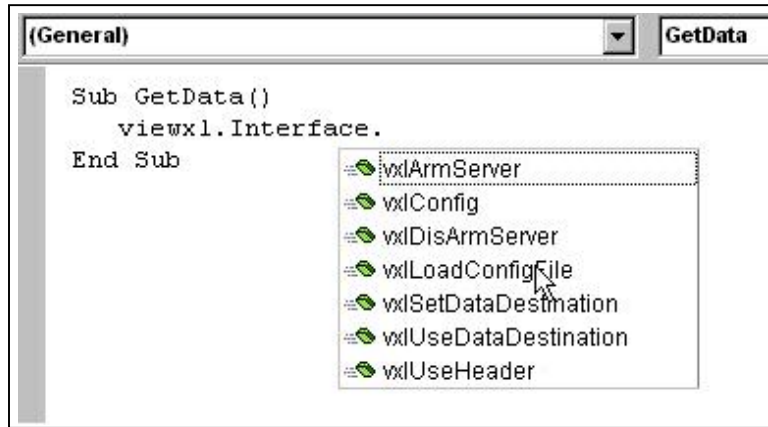 (General) GetData
Sub GetData()
viewxl.Interface.
End Sub
vxlArmServer
vxlConfig
vxlDisArmServer
vxlLoadConfigFile
vxlSetDataDestination
vxlUseDataDestination
vxlUseHeader